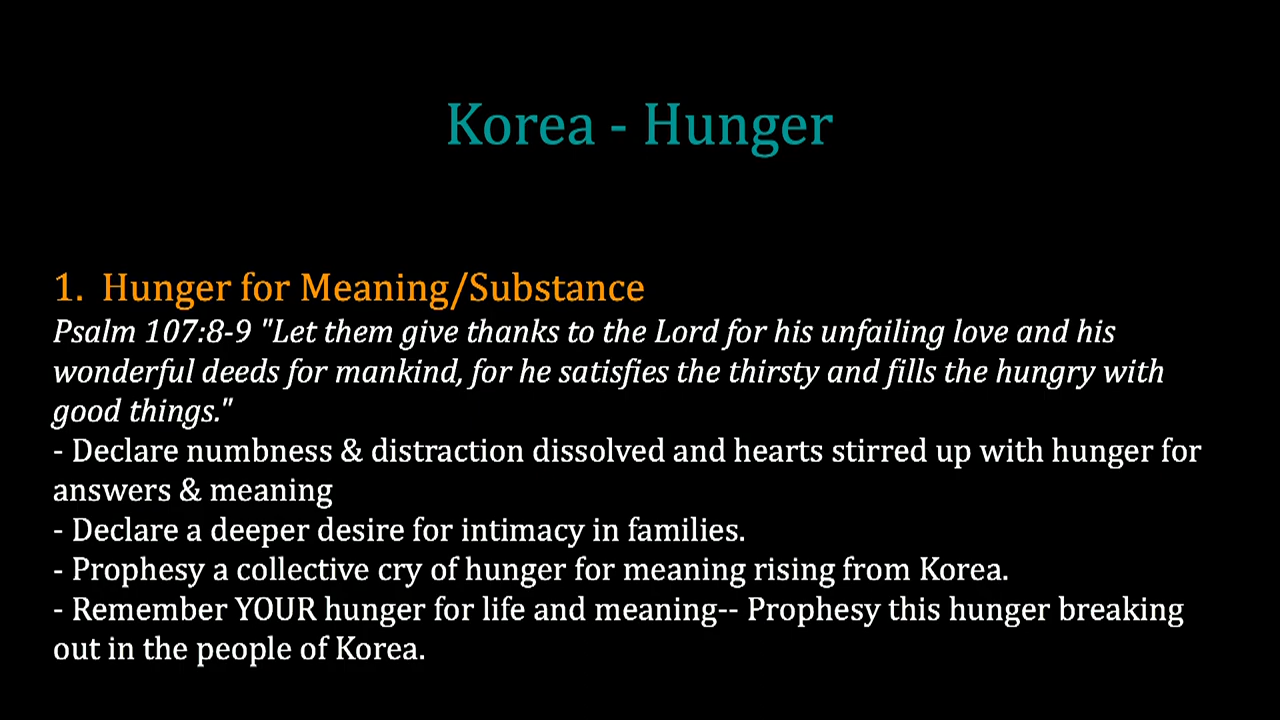 Korea - Hunger
1. Hunger for Meaning/Substance
Psalm 107:8-9 "Let them give thanks to the Lord for his unfailing love and his
wonderful deeds for mankind, for he satisfies the thirsty and fills the hungry with
good things."
- Declare numbness & distraction dissolved and hearts stirred up with hunger for
answers & meaning
- Declare a deeper desire for intimacy in families.
- Prophesy a collective cry of hunger for meaning rising from Korea.
- Remember YOUR hunger for life and meaning-- Prophesy this hunger breaking
out in the people of Korea.